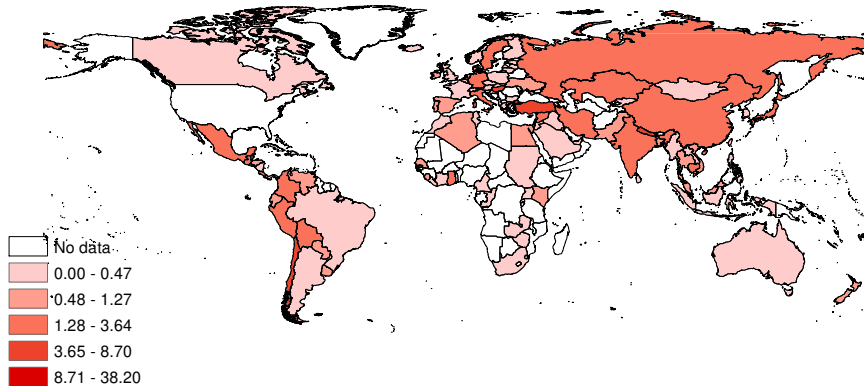 No data
0.00 - 0.47
0.48 - 1.27
1.28 - 3.64
3.65 - 8.70
8.71 - 38.20